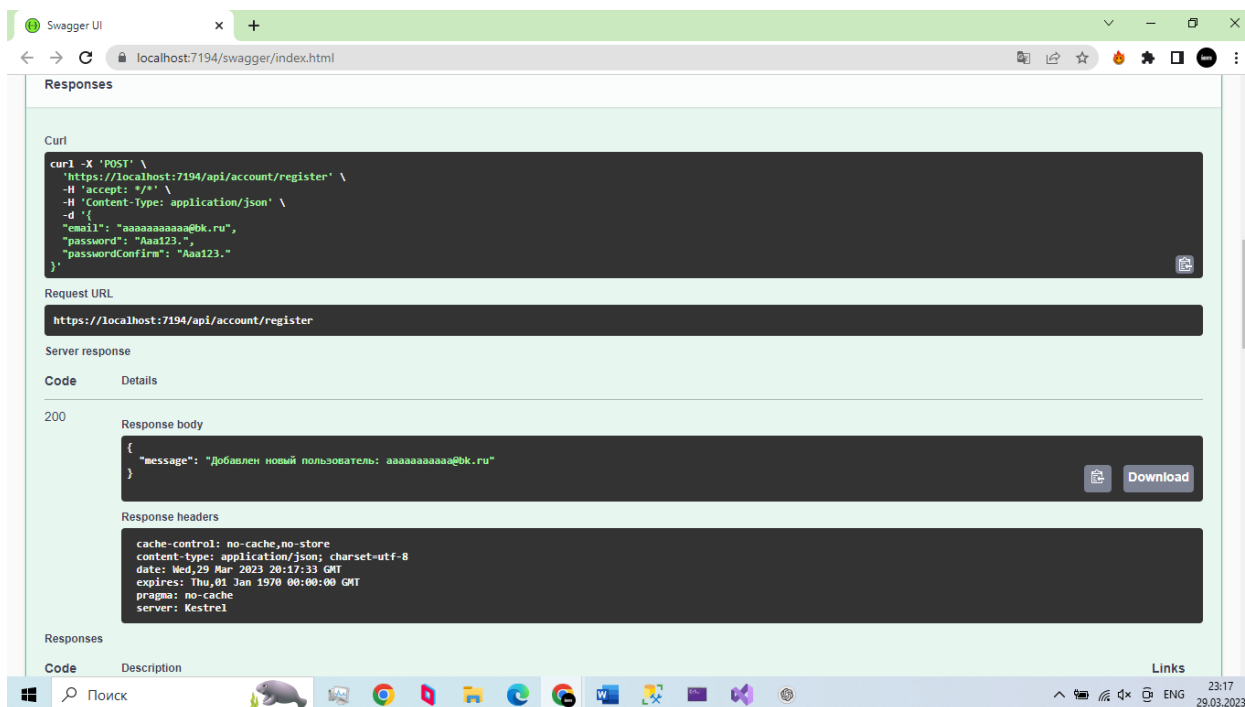 Swagger UI
localhost:7194/swagger/index.html
Responses
Curl
curl -X 'POST' \
'https://localhost:7194/api/account/register' \
-H 'accept: */*' \
-H 'Content-Type: application/json' \
-d '{
"email": "aaaaaaaaaaa@bk.ru",
"password": "Aaa123.",
"passwordConfirm": "Aaa123."
}'
Request URL
https://localhost:7194/api/account/register
Server response
Code Details
200
Response body
{
"message": "Добавлен новый пользователь: aaaaaaaaaaa@bk.ru"
}
Download
Response headers
cache-control: no-cache,no-store
content-type: application/json; charset=utf-8
date: Wed,29 Mar 2023 20:17:33 GMT
expires: Thu,01 Jan 1970 00:00:00 GMT
pragma: no-cache
server: Kestrel
Responses
Code Description Links
Поиск
ENG
23:17
29.03.2023